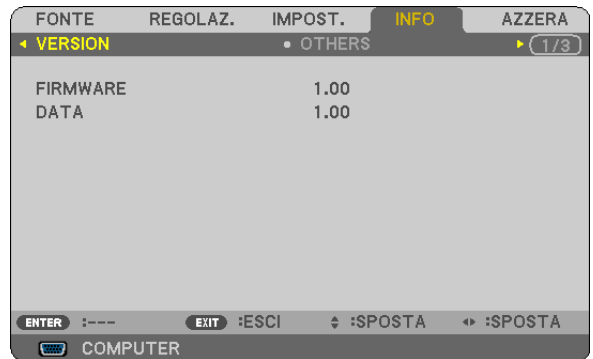 FONTE REGOLAZ. IMPOST. INFO AZZERA
VERSION OTHERS 1/3
FIRMWARE 1.00
DATA 1.00
ENTER :--- EXIT :ESCI :SPOSTA :SPOSTA
COMPUTER